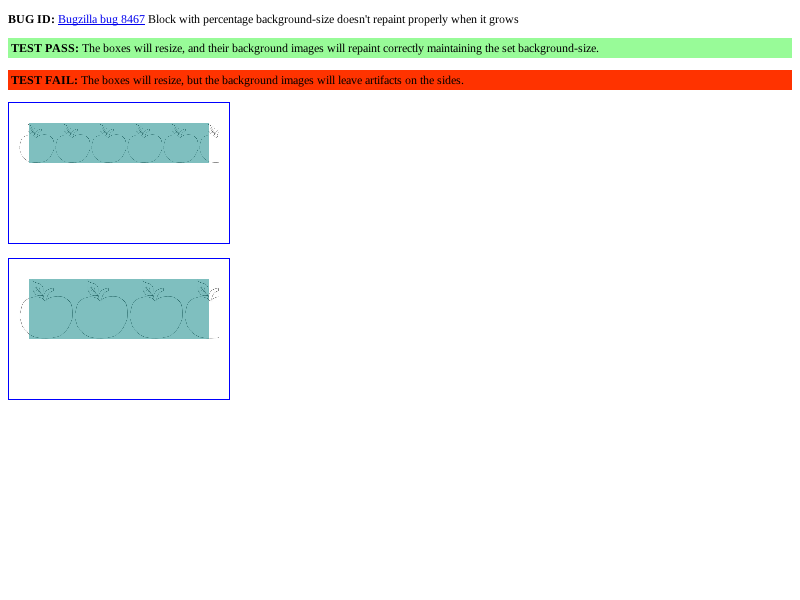 BUG ID: Bugzilla bug 8467 Block with percentage background-size doesn't repaint properly when it grows
TEST PASS: The boxes will resize, and their background images will repaint correctly maintaining the set background-size.
TEST FAIL: The boxes will resize, but the background images will leave artifacts on the sides.